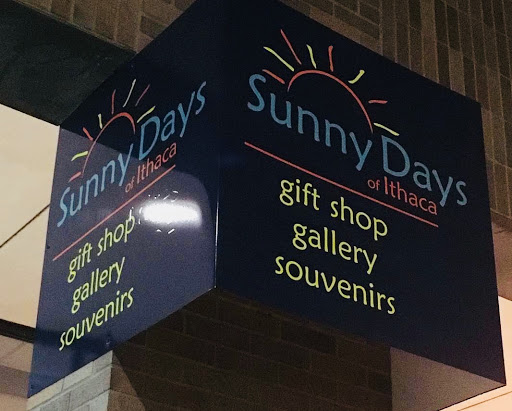 Sunny Days
of Ithaca
gift shop
gallery
souvenirs
Sunny Days
of Ithaca
gift shop
gallery
souvenirs